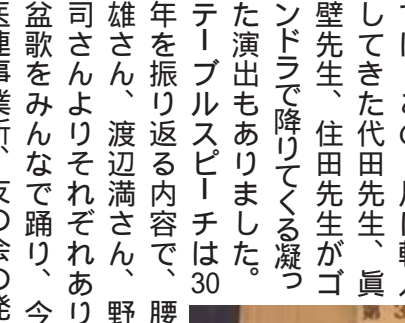 してきた代田先生、眞
壁先生、住田先生がゴ
ンドラで降りてくる凝っ
た演出もありました。
テーブルスピーチは30
年を振り返る内容で、腰
雄さん、渡辺満さん、野
司さんよりそれぞれあり
盆歌をみんなで踊り、今